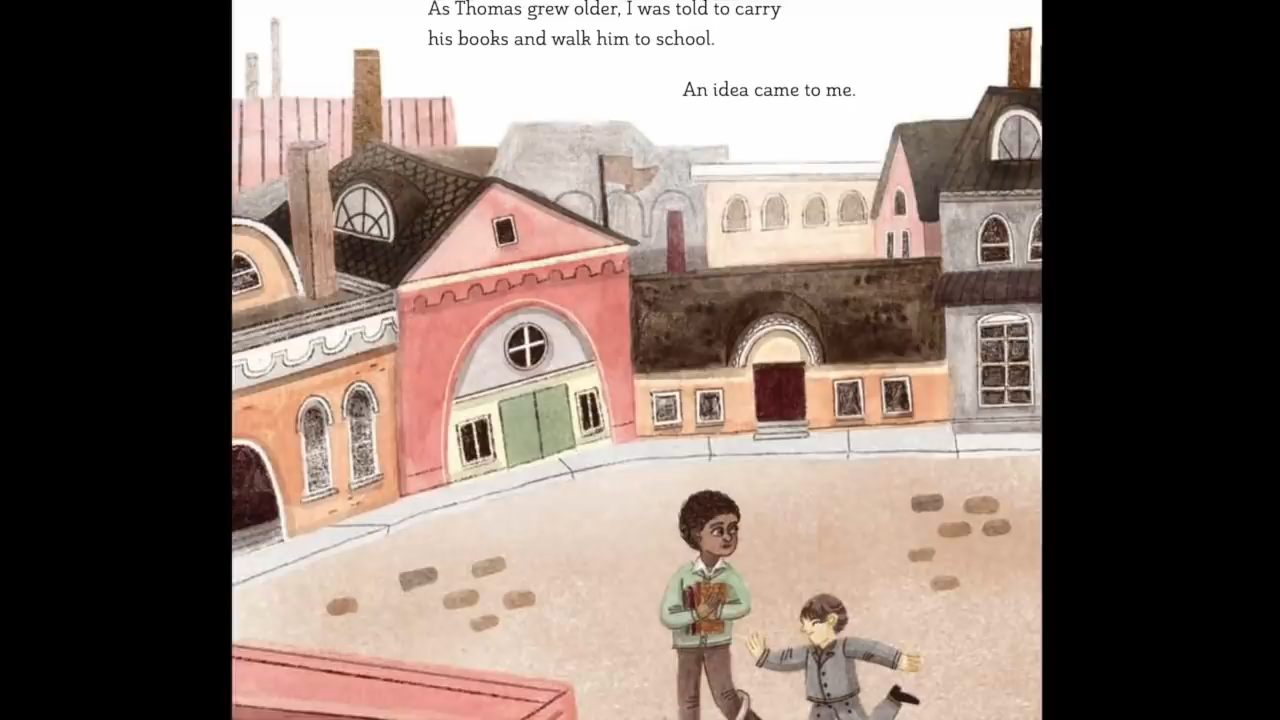 As Thomas grew older, I was told to carry
his books and walk him to school.
An idea came to me.